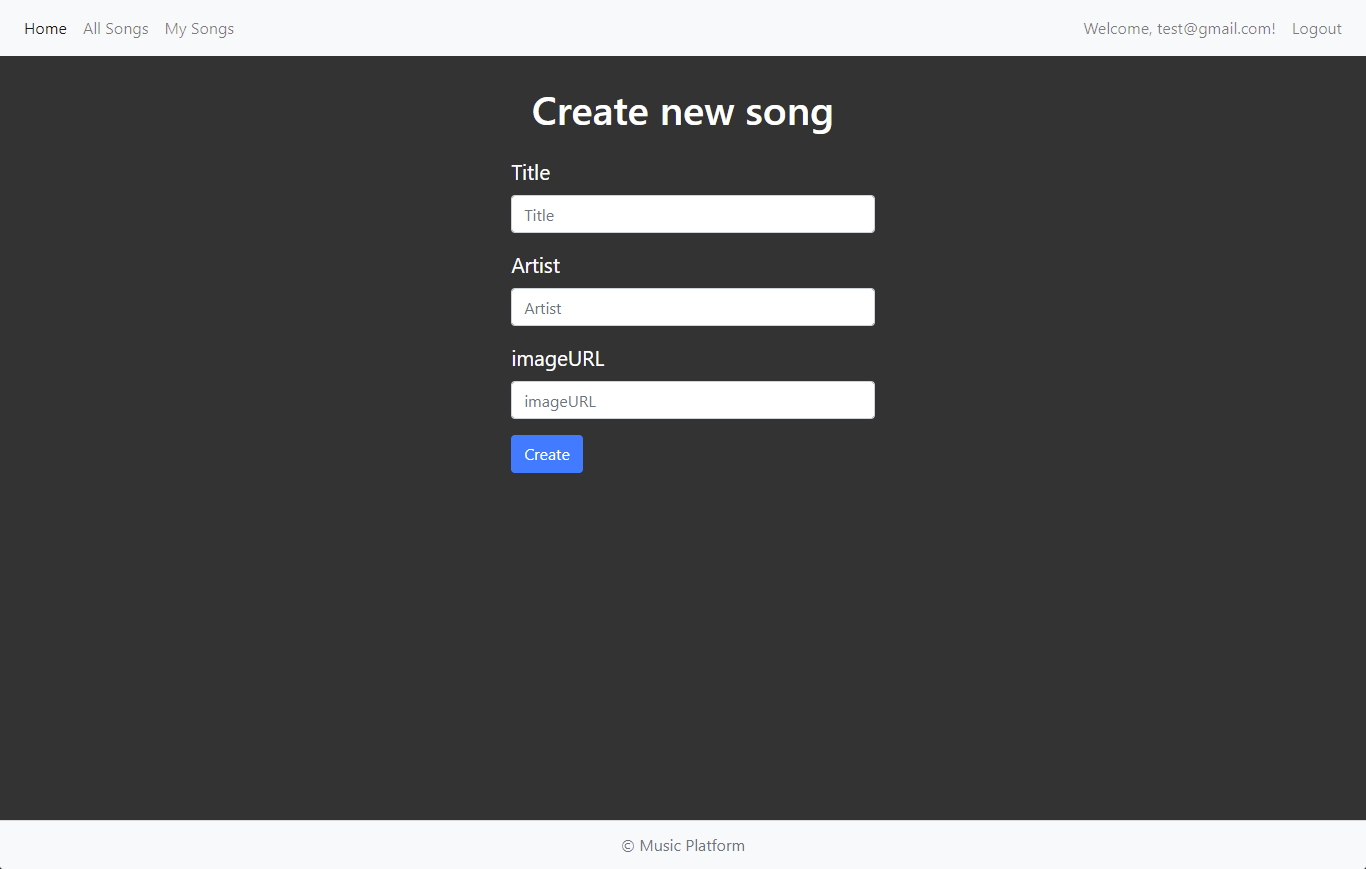 Home All Songs My Songs Welcome, test@gmail.com! Logout
Create new song
Title
Title
Artist
Artist
imageURL
imageURL
Create
© Music Platform